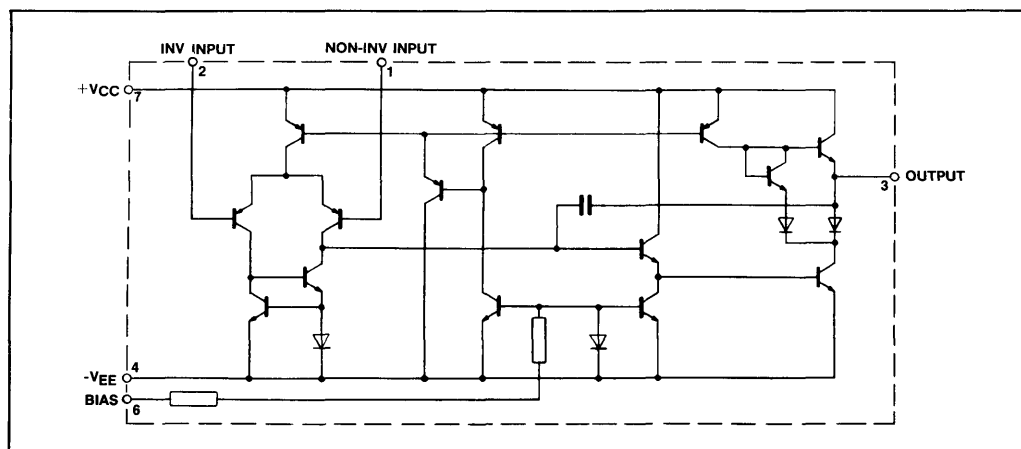 INV INPUT
2
NON-INV INPUT
1
+VCC
7
3
OUTPUT
-VEE
4
BIAS
6